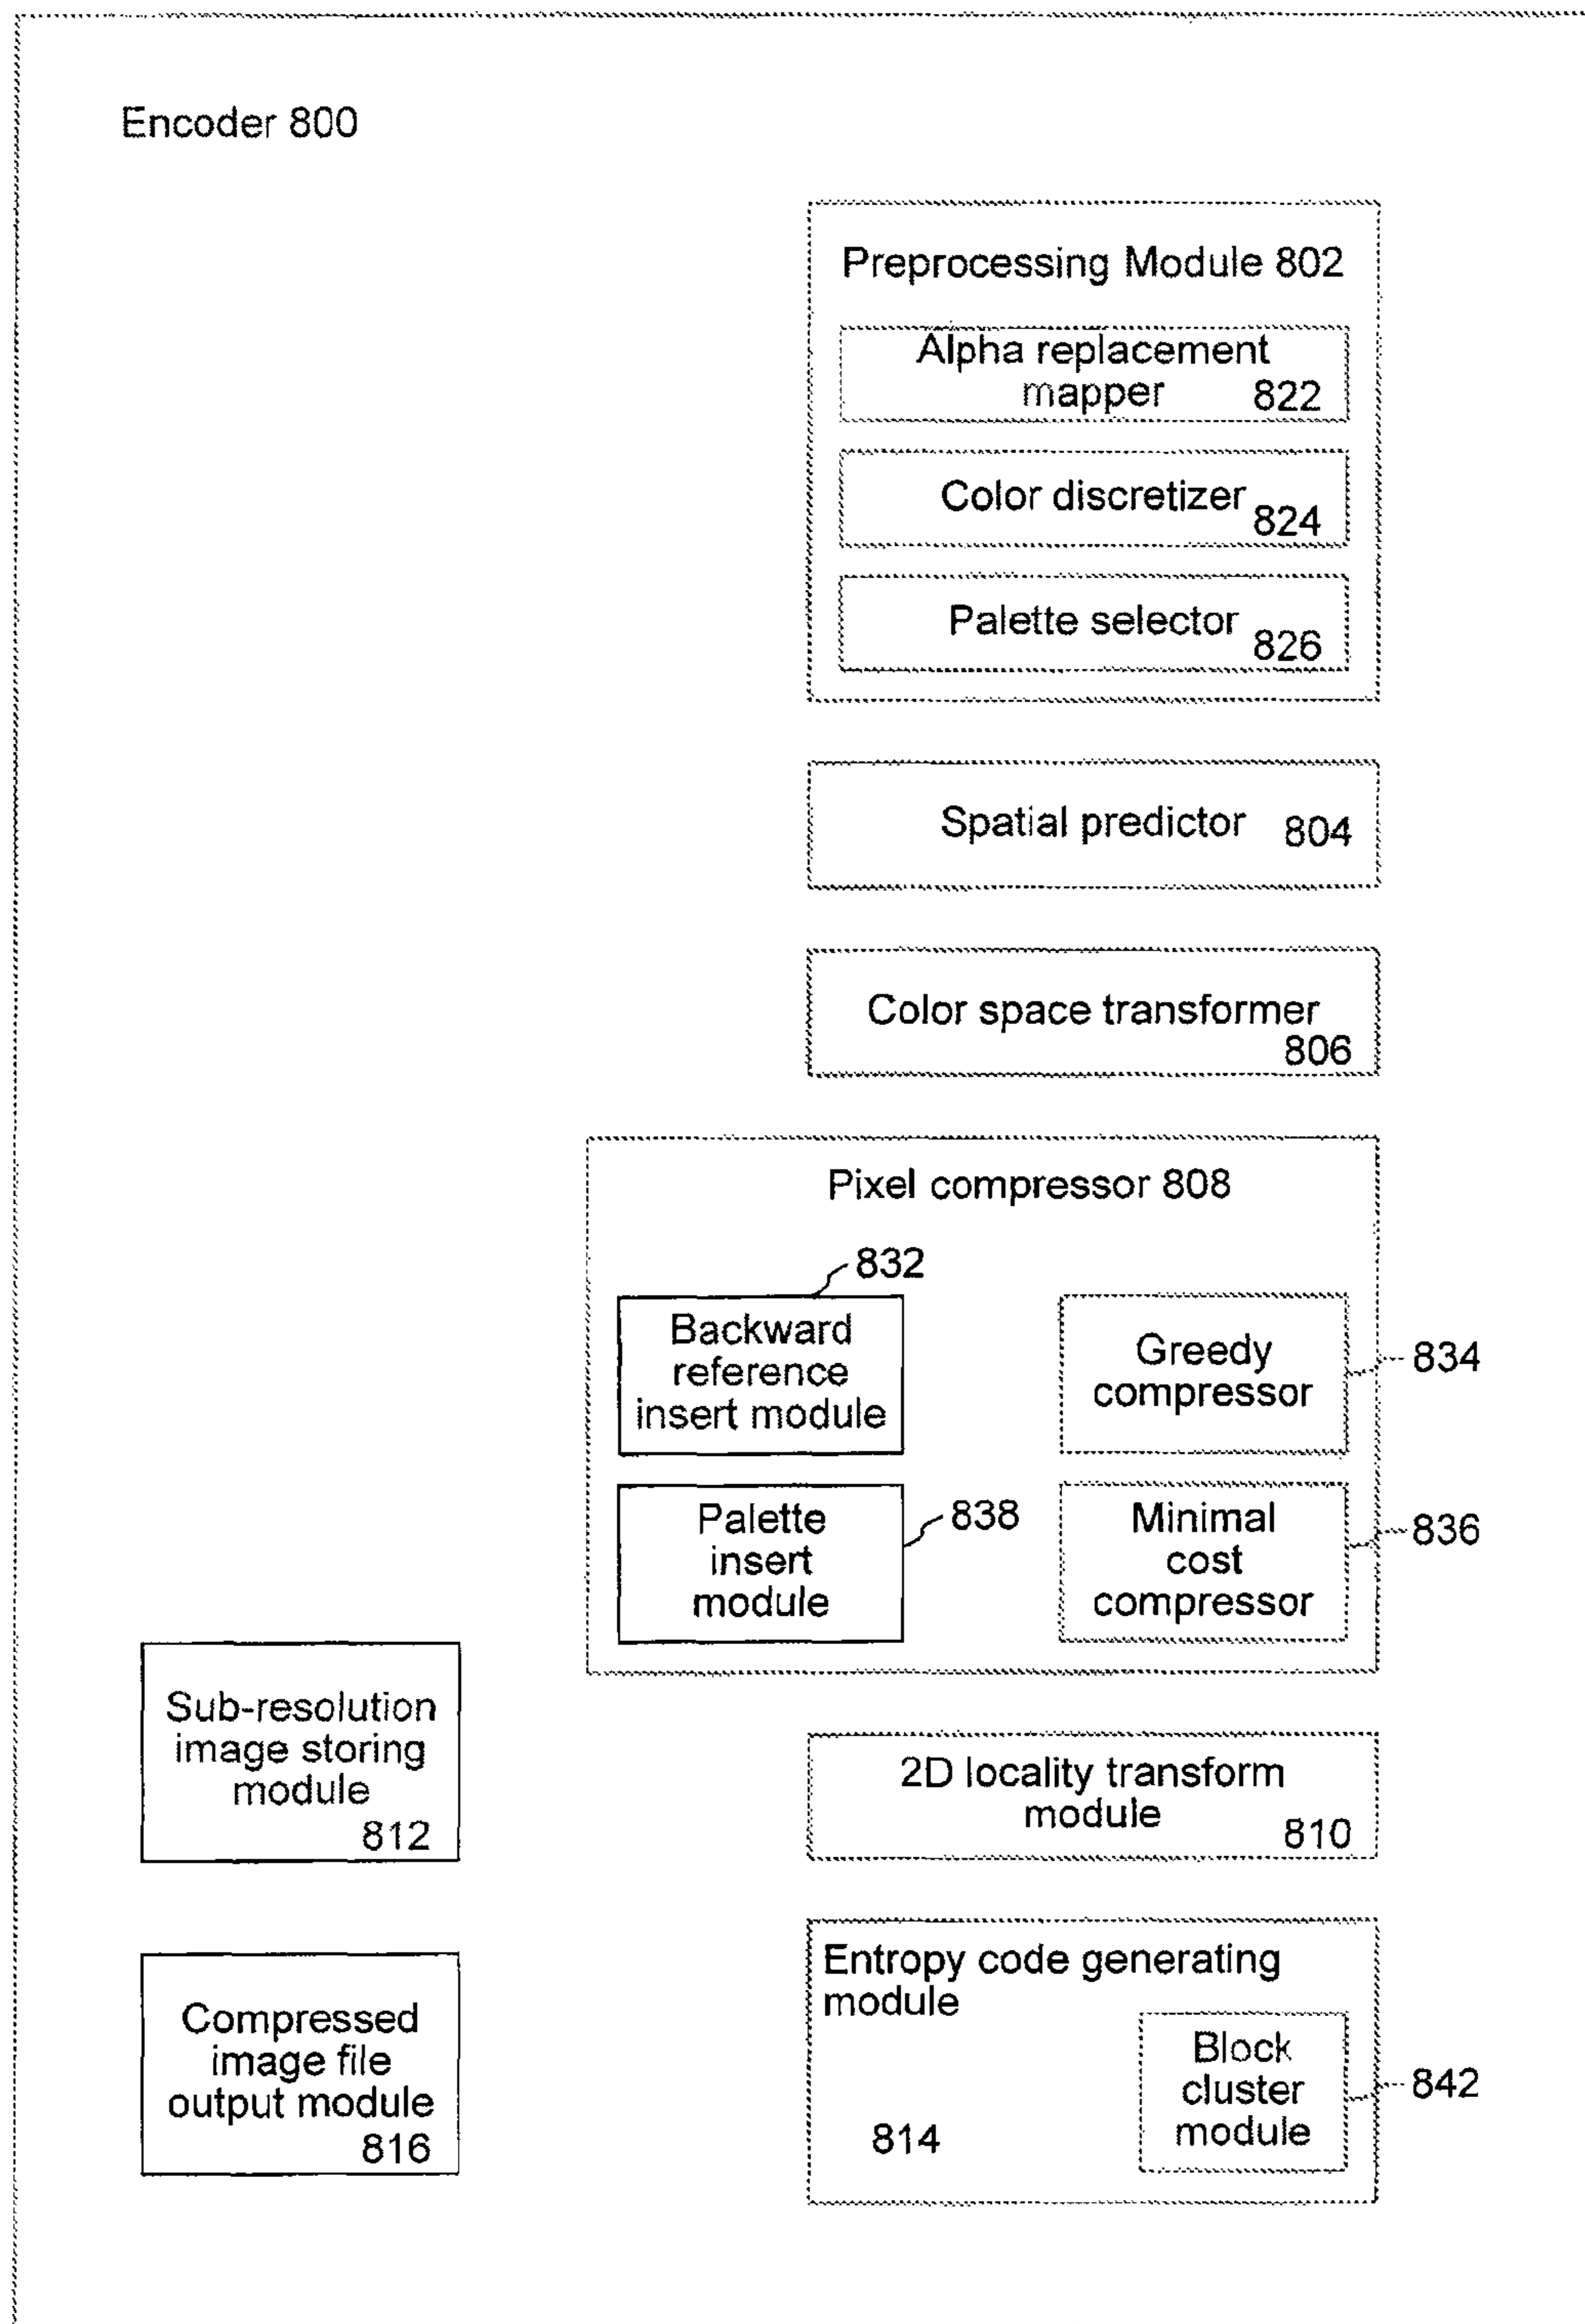 Encoder 800
Preprocessing Module 802
Alpha replacement
mapper 822
Color discretizer
824
Palette selector
826
Spatial predictor 804
Color space transformer
806
Pixel compressor 808
832
Backward
reference
insert module
Greedy
compressor
834
Palette
insert
module
838
Minimal
cost
compressor
836
Sub-resolution
image storing
module
812
2D locality transform
module
810
Compressed
image file
output module
816
Entropy code generating
module
814
Block
cluster
module
842